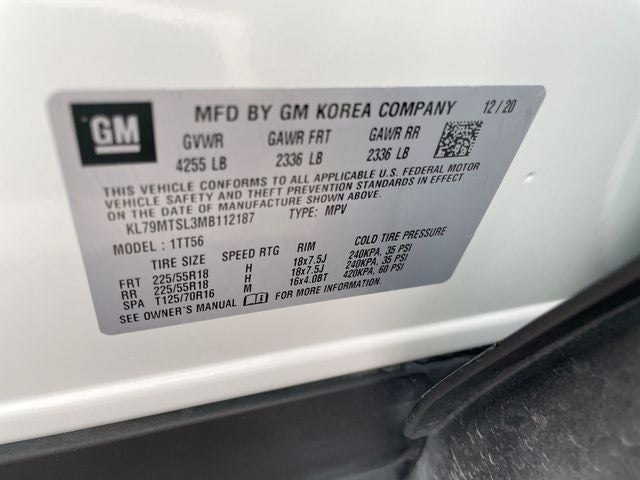 GM
MFD BY GM KOREA COMPANY 12/20
GVWR GAWR FRT GAWR RR
4255 LB 2336 LB 2336 LB
THIS VEHICLE CONFORMS TO ALL APPLICABLE U.S. FEDERAL MOTOR
VEHICLE SAFETY AND THEFT PREVENTION STANDARDS IN EFFECT
ON THE DATE OF MANUFACTURE SHOWN ABOVE.
KL79MTSL3MB112187 TYPE: MPV
MODEL: 1TT56
TIRE SIZE SPEED RTG RIM COLD TIRE PRESSURE
FRT 225/55R18 H 18x7.5J 240KPA, 35 PSI
RR 225/55R18 H 18x7.5J 240KPA, 35 PSI
SPA T125/70R16 M 16x4.0BT 420KPA, 60 PSI
SEE OWNER'S MANUAL FOR MORE INFORMATION.